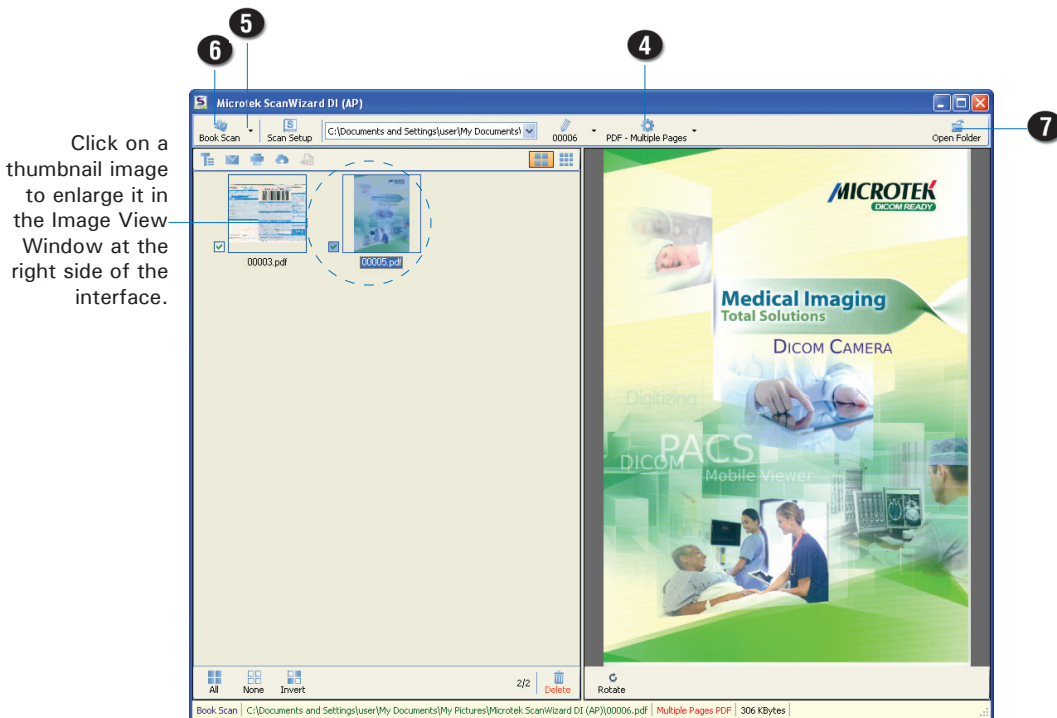 5
6
4
Microtek ScanWizard DI (AP)
7
Book Scan
Scan Setup
C:\Documents and Settings\user\My Documents\
00006
PDF - Multiple Pages
Open Folder
Click on a
thumbnail image
to enlarge it in
the Image View
Window at the
right side of the
interface.
00003.pdf
00005.pdf
MICROTEK
DICOM READY
Medical Imaging
Total Solutions
DICOM CAMERA
Digitizing
PACS
DICOM
Mobile Viewer
All
None
Invert
2/2
Delete
Rotate
Book Scan
C:\Documents and Settings\user\My Documents\My Pictures\Microtek ScanWizard DI (AP)\00006.pdf
Multiple Pages PDF
306 KBytes